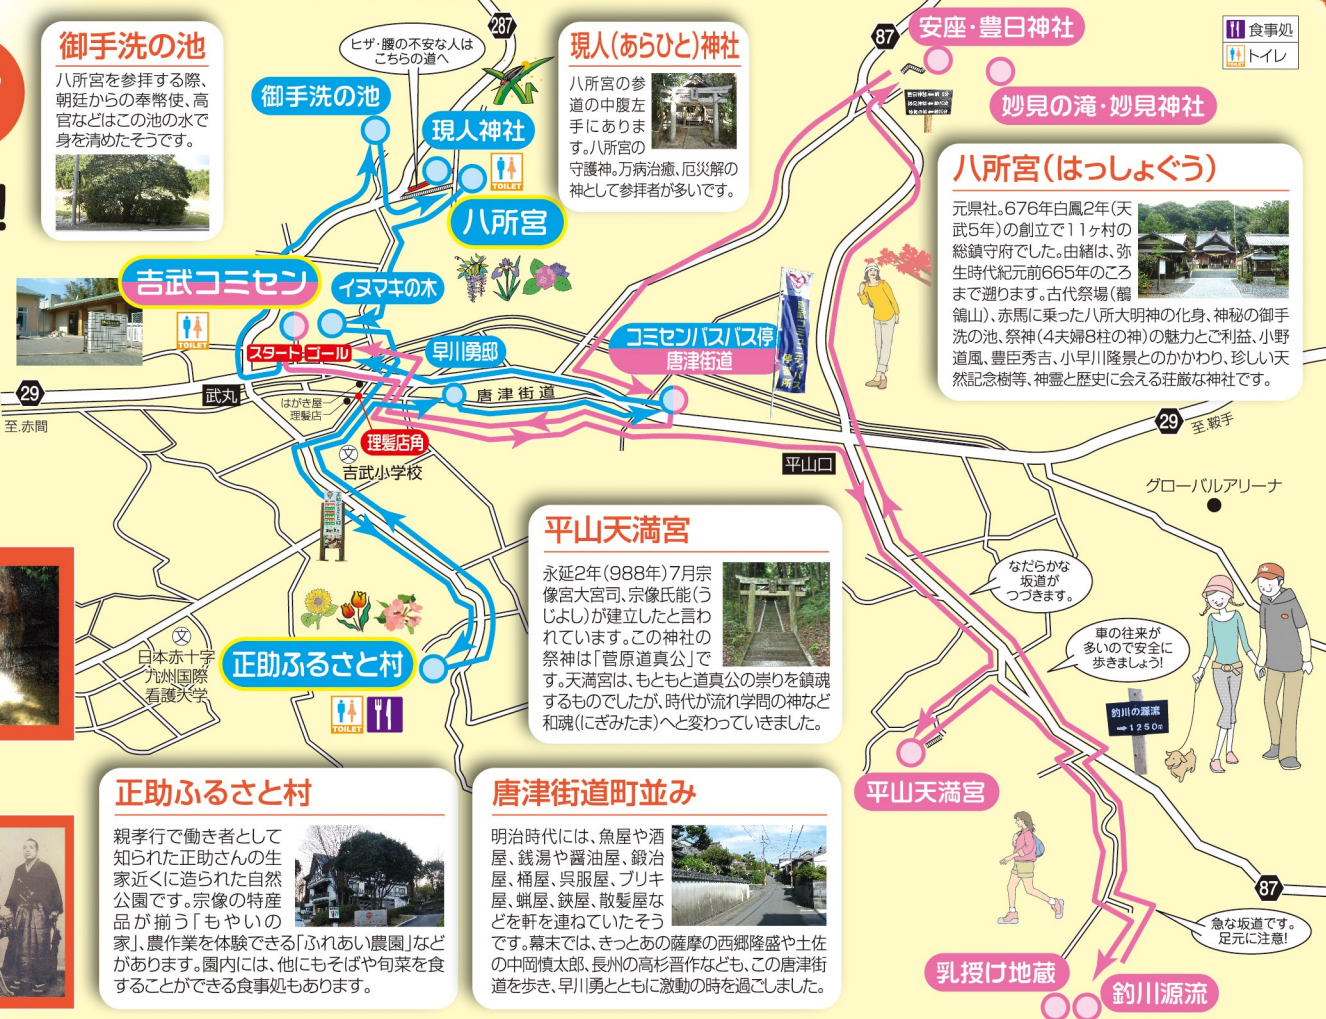 御手洗の池
八所宮を参拝する際、
朝廷からの奉幣使、高
官などはこの池の水で
身を清めたそうです。
287
ヒザ・腰の不安な人は
こちらの道へ
現人(あらひと)神社
八所宮の参
道の中腹左
手にありま
す。八所宮の
守護神。万病治癒、厄災解の
神として参拝者が多いです。
87
安座・豊日神社
妙見の滝・妙見神社
食事処
トイレ
御手洗の池
現人神社
TOILET
八所宮
八所宮(はっしょぐう)
元県社。676年白鳳2年(天
武5年)の創立で11ヶ村の
総鎮守府でした。由緒は、弥
生時代紀元前665年のころ
まで遡ります。古代祭場(鶺
鴒山)、赤馬に乗った八所大明神の化身、神秘の御手
洗の池、祭神(4夫婦8柱の神)の魅力とご利益、小野
道風、豊臣秀吉、小早川隆景とのかかわり、珍しい天
然記念樹等、神霊と歴史に会える荘厳な神社です。
吉武コミセン
TOILET
イヌマキの木
スタート ゴール
早川勇邸
コミセンバスバス停
唐津街道
29
至.赤間
武丸
はがき屋
理髪店
唐津街道
理髪店角
文
吉武小学校
平山口
29
至.鞍手
グローバルアリーナ
平山天満宮
永延2年(988年)7月宗
像宮大宮司、宗像氏能(う
じよし)が建立したと言わ
れています。この神社の
祭神は「菅原道真公」で
す。天満宮は、もともと道真公の祟りを鎮魂
するものでしたが、時代が流れ学問の神など
和魂(にぎみたま)へと変わっていきました。
なだらかな
坂道が
つづきます。
車の往来が
多いので安全に
歩きましょう!
釣川の源流
→1250m
文
日本赤十字
九州国際
看護大学
正助ふるさと村
TOILET
平山天満宮
正助ふるさと村
親孝行で働き者として
知られた正助さんの生
家近くに造られた自然
公園です。宗像の特産
品が揃う「もやいの
家」、農作業を体験できる「ふれあい農園」など
があります。園内には、他にもそばや旬菜を食
することができる食事処もあります。
唐津街道町並み
明治時代には、魚屋や酒
屋、銭湯や醤油屋、鍛冶
屋、桶屋、呉服屋、ブリキ
屋、蝋屋、鋏屋、散髪屋な
どを軒を連ねていたそう
です。幕末では、きっとあの薩摩の西郷隆盛や土佐
の中岡慎太郎、長州の高杉晋作なども、この唐津街
道を歩き、早川勇とともに激動の時を過ごしました。
87
急な坂道です。
足元に注意!
乳授け地蔵
釣川源流